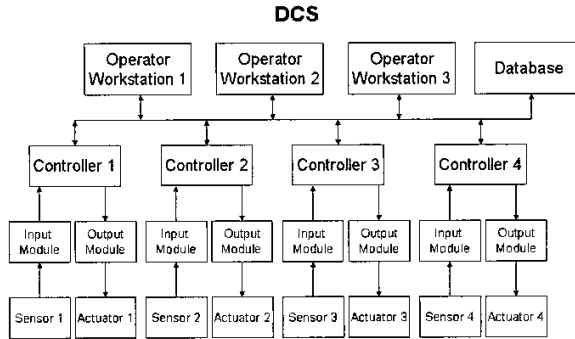 DCS
Operator
Workstation 1
Operator
Workstation 2
Operator
Workstation 3
Database
Controller 1
Controller 2
Controller 3
Controller 4
Input
Module
Output
Module
Input
Module
Output
Module
Input
Module
Output
Module
Input
Module
Output
Module
Sensor 1
Actuator 1
Sensor 2
Actuator 2
Sensor 3
Actuator 3
Sensor 4
Actuator 4